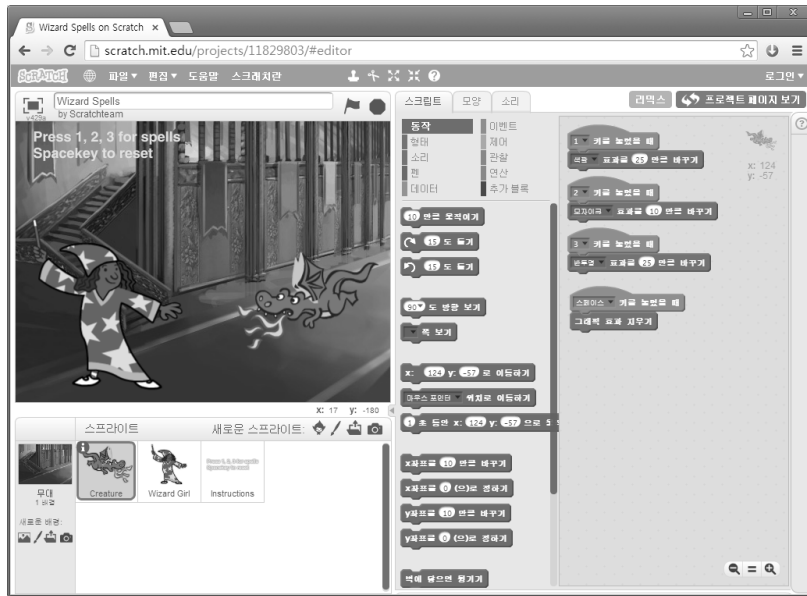 Wizard Spells on Scratch ×
scratch.mit.edu/projects/11829803/#editor
SCRATCH 파일▼ 편집▼ 도움말 스크래치란 로그인▼
Wizard Spells
by Scratchteam
v429a
Press 1, 2, 3 for spells
Spacekey to reset
X: 17 y: -180
스프라이트 새로운 스프라이트:
무대
1 배경
새로운 배경:
Creature
Wizard Girl
Press 1, 2, 3 for spells
Spacekey to reset
Instructions
스크립트 모양 소리
리믹스 프로젝트 페이지 보기
동작 이벤트
형태 제어
소리 관찰
펜 연산
데이터 추가 블록
10 만큼 움직이기
15 도 돌기
15 도 돌기
90▼ 도 방향 보기
쪽 보기
x: 124 y: -57 로 이동하기
마우스 포인터 위치로 이동하기
1 초 동안 x: 124 y: -57 으로
x좌표를 10 만큼 바꾸기
x좌표를 0 (으)로 정하기
y좌표를 10 만큼 바꾸기
y좌표를 0 (으)로 정하기
벽에 닿으면 튕기기
1 키를 눌렀을 때
색깔 효과를 25 만큼 바꾸기
2 키를 눌렀을 때
모자이크 효과를 10 만큼 바꾸기
3 키를 눌렀을 때
반투명 효과를 25 만큼 바꾸기
스페이스 키를 눌렀을 때
그래픽 효과 지우기
x: 124
y: -57